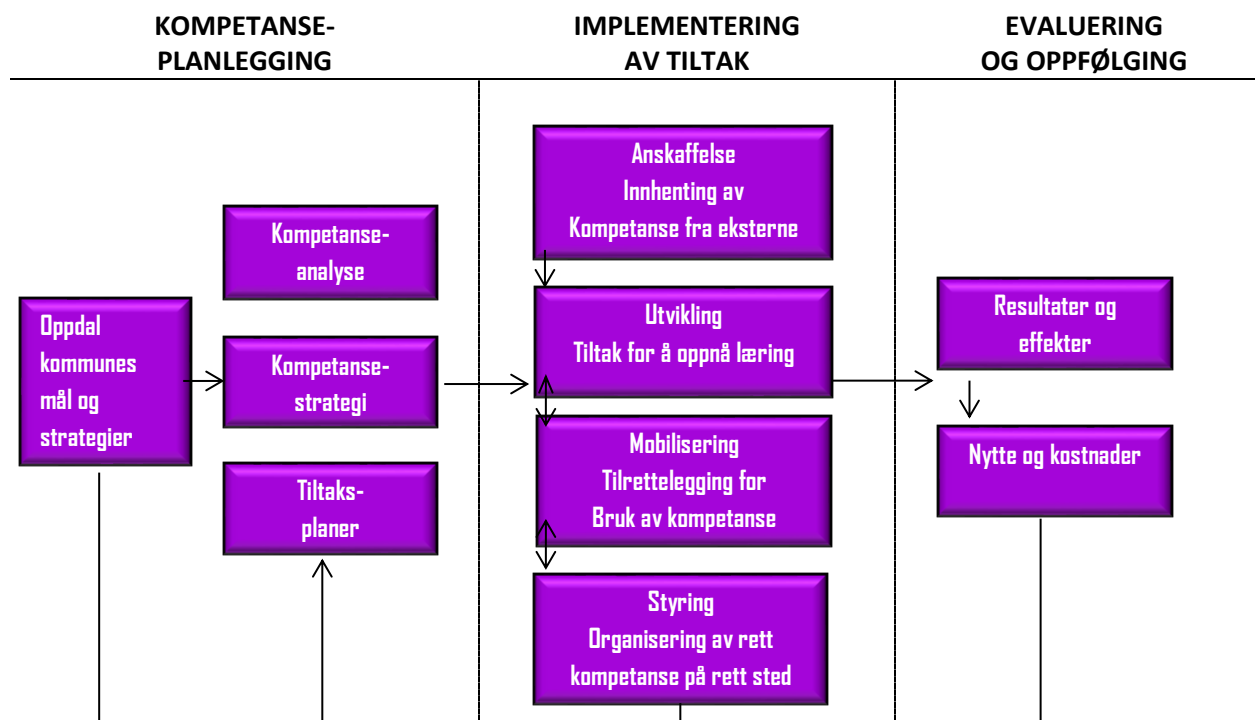 KOMPETANSE-
PLANLEGGING
IMPLEMENTERING
AV TILTAK
EVALUERING
OG OPPFØLGING
Oppdal
kommunes
mål og
strategier
Kompetanse-
analyse
Kompetanse-
strategi
Tiltaks-
planer
Anskaffelse
Innhenting av
Kompetanse fra eksterne
Utvikling
Tiltak for å oppnå læring
Mobilisering
Tilrettelegging for
Bruk av kompetanse
Styring
Organisering av rett
kompetanse på rett sted
Resultater og
effekter
Nytte og kostnader